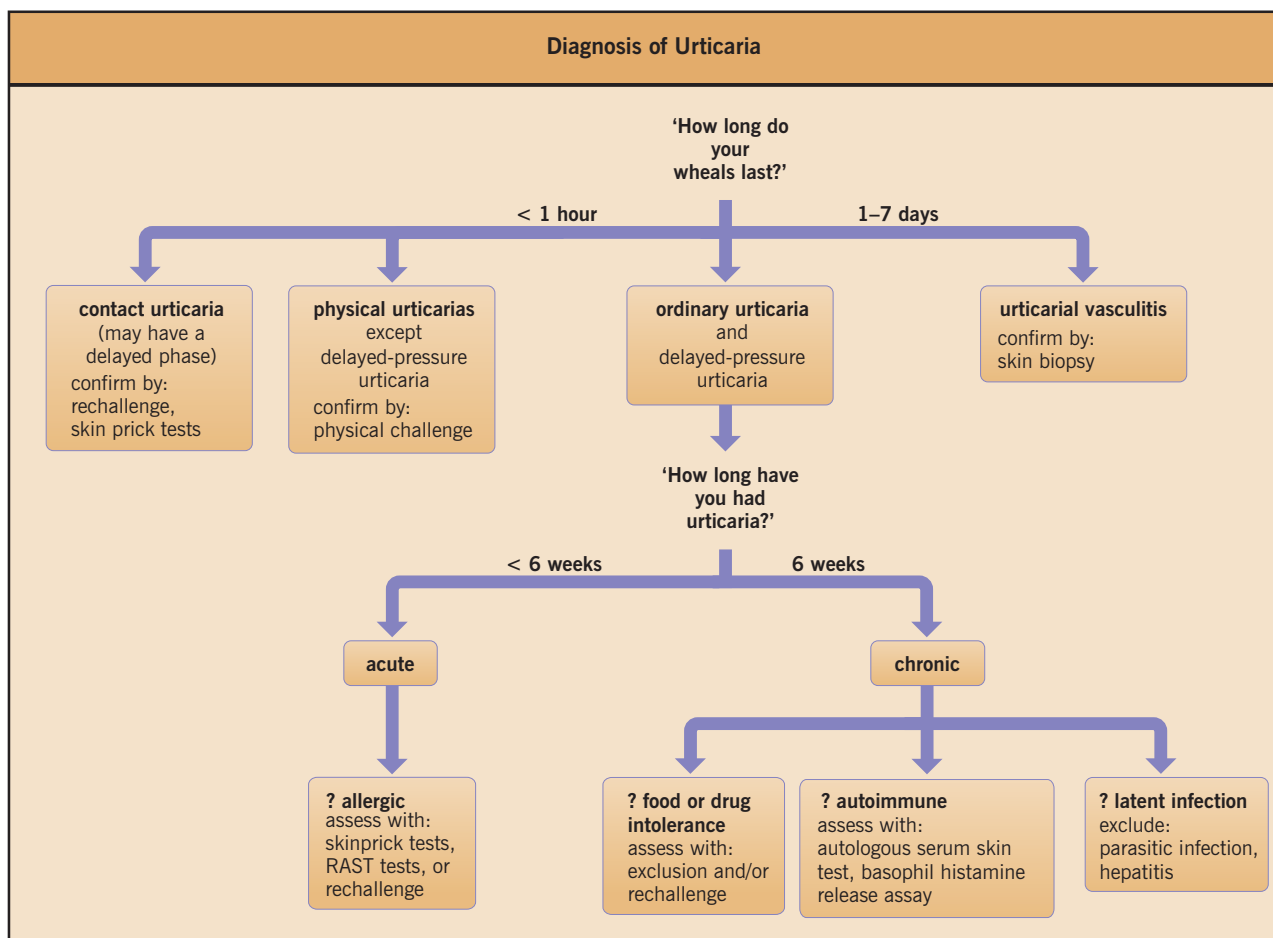 Diagnosis of Urticaria
‘How long do
your
wheals last?’
< 1 hour
1–7 days
contact urticaria
(may have a
delayed phase)
confirm by:
rechallenge,
skin prick tests
physical urticarias
except
delayed-pressure
urticaria
confirm by:
physical challenge
ordinary urticaria
and
delayed-pressure
urticaria
urticarial vasculitis
confirm by:
skin biopsy
‘How long have
you had
urticaria?’
< 6 weeks
6 weeks
acute
chronic
? allergic
assess with:
skinprick tests,
RAST tests, or
rechallenge
? food or drug
intolerance
assess with:
exclusion and/or
rechallenge
? autoimmune
assess with:
autologous serum skin
test, basophil histamine
release assay
? latent infection
exclude:
parasitic infection,
hepatitis